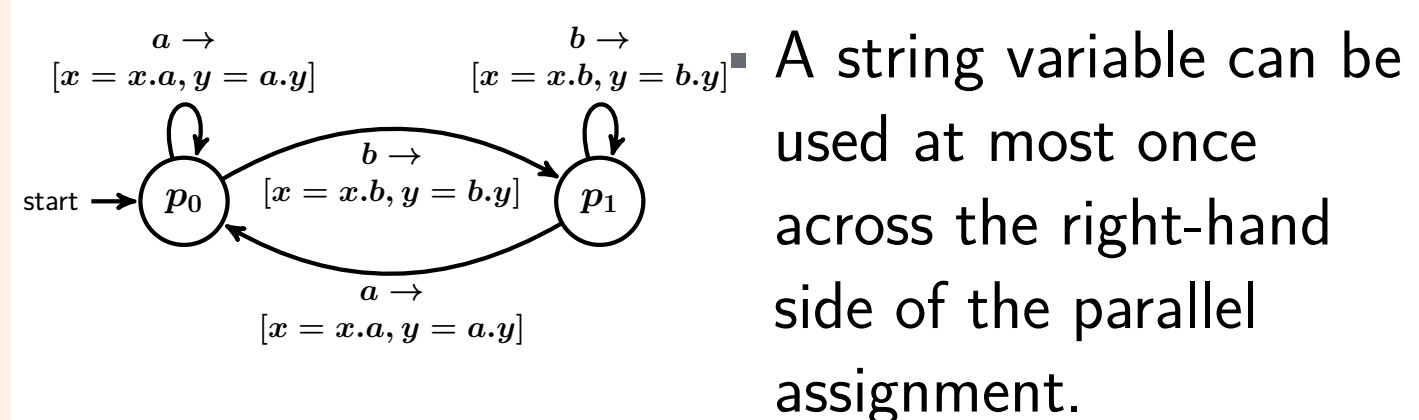 a →
[x = x.a, y = a.y]
b →
[x = x.b, y = b.y]
b →
[x = x.b, y = b.y]
start
p₀
p₁
a →
[x = x.a, y = a.y]
▪ A string variable can be
used at most once
across the right-hand
side of the parallel
assignment.